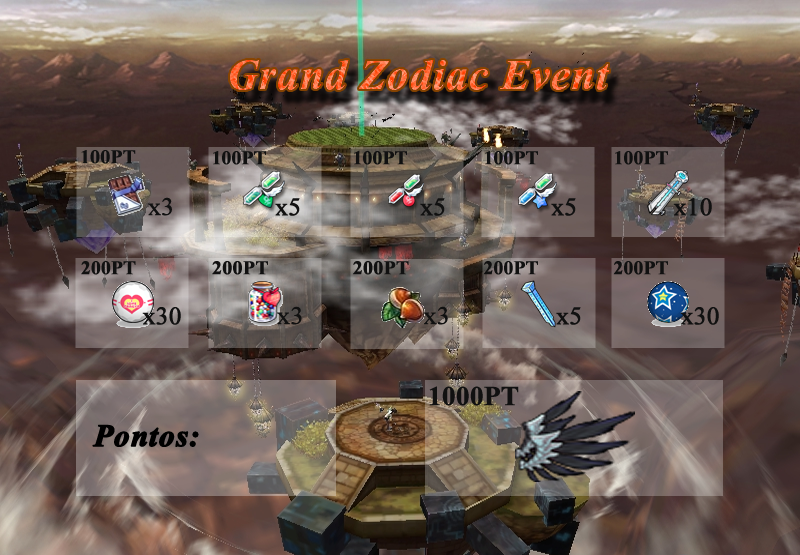 Grand Zodiac Event
100PT 100PT 100PT 100PT 100PT
x3 x5 x5 x5 x10
200PT 200PT 200PT 200PT 200PT
x30 x3 x3 x5 x30
1000PT
Pontos: